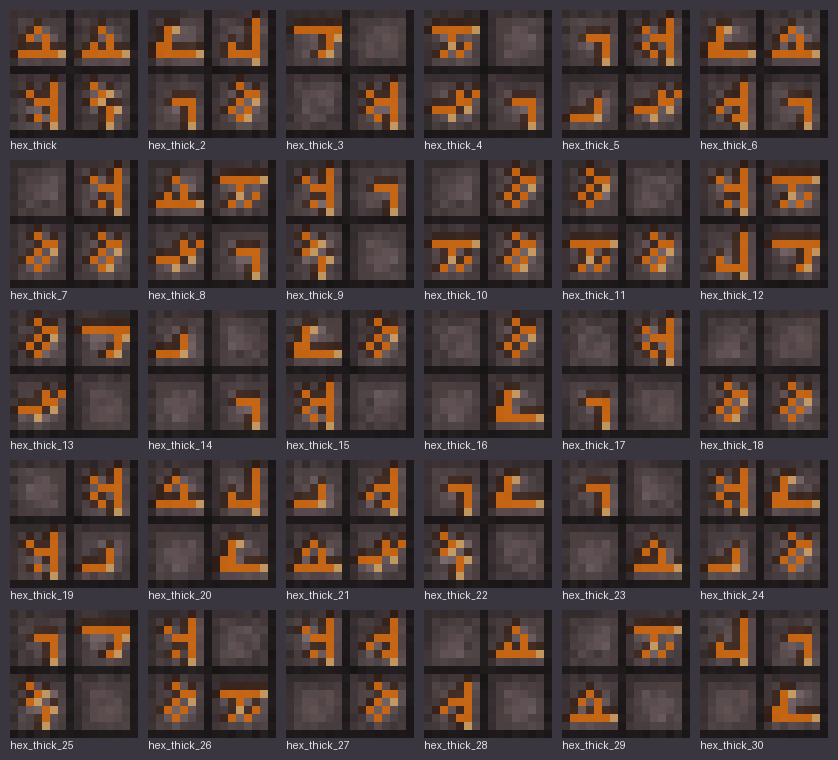 hex_thick hex_thick_2 hex_thick_3 hex_thick_4 hex_thick_5 hex_thick_6
hex_thick_7 hex_thick_8 hex_thick_9 hex_thick_10 hex_thick_11 hex_thick_12
hex_thick_13 hex_thick_14 hex_thick_15 hex_thick_16 hex_thick_17 hex_thick_18
hex_thick_19 hex_thick_20 hex_thick_21 hex_thick_22 hex_thick_23 hex_thick_24
hex_thick_25 hex_thick_26 hex_thick_27 hex_thick_28 hex_thick_29 hex_thick_30